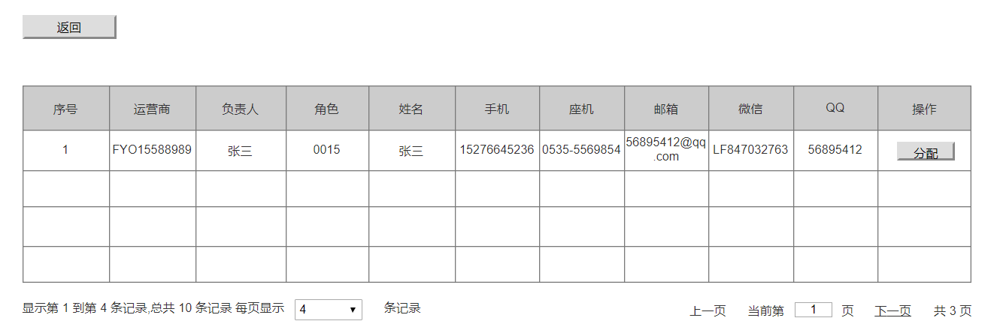 返回
序号 运营商 负责人 角色 姓名 手机 座机 邮箱 微信 QQ 操作
1 FYO15588989 张三 0015 张三 15276645236 0535-5569854 56895412@qq LF847032763 56895412 分配
.com
显示第 1 到第 4 条记录,总共 10 条记录 每页显示 4 条记录 上一页 当前第 1 页 下一页 共 3 页